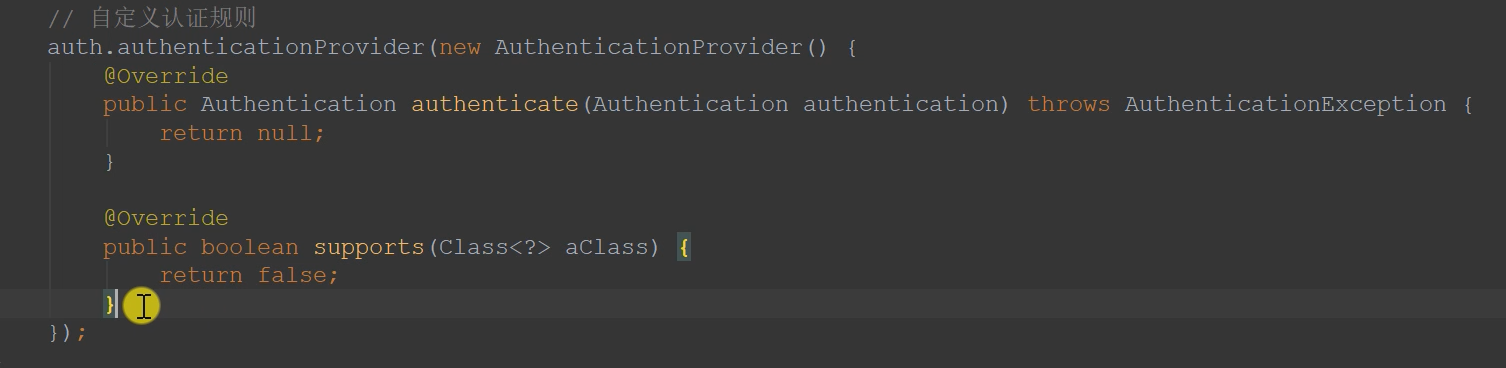 // 自定义认证规则
auth.authenticationProvider(new AuthenticationProvider() {
    @Override
    public Authentication authenticate(Authentication authentication) throws AuthenticationException {
        return null;
    }

    @Override
    public boolean supports(Class<?> aClass) {
        return false;
    }
});